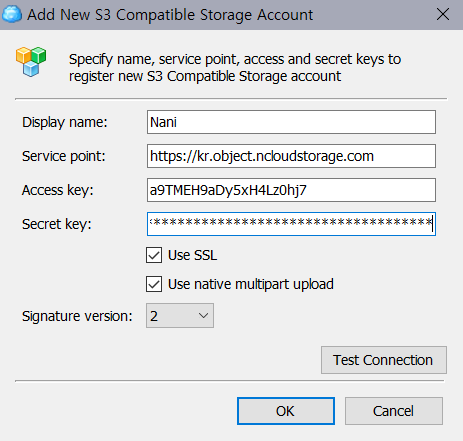 Add New S3 Compatible Storage Account
Specify name, service point, access and secret keys to
register new S3 Compatible Storage account
Display name: Nani
Service point: https://kr.object.ncloudstorage.com
Access key: a9TMEH9aDy5xH4Lz0hj7
Secret key: ************************************
Use SSL
Use native multipart upload
Signature version: 2
Test Connection
OK Cancel